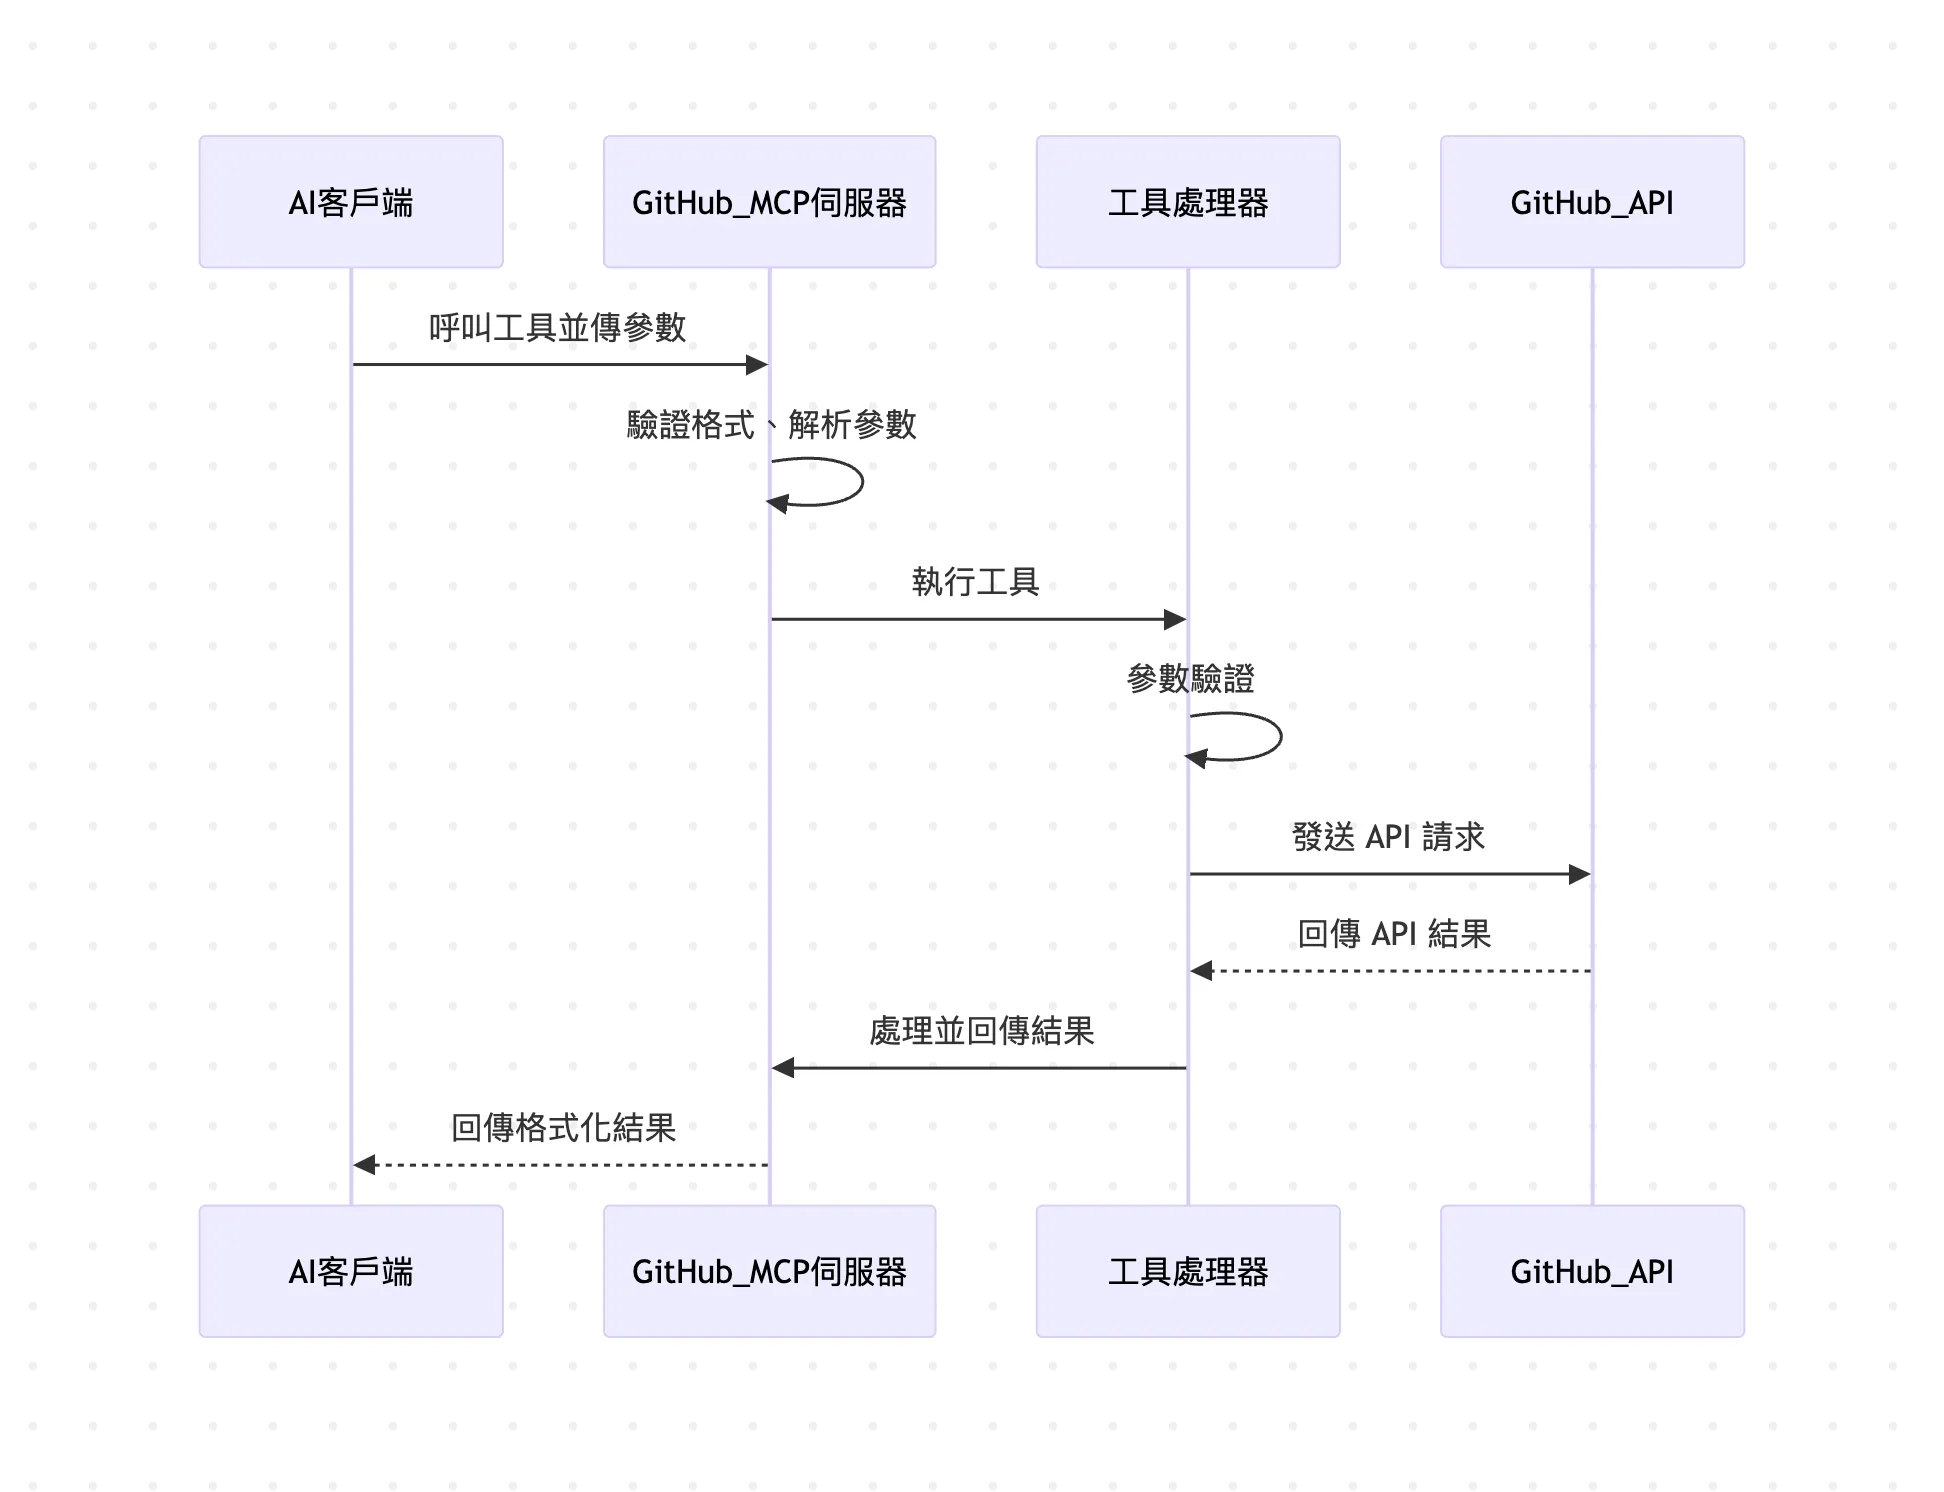 AI客戶端
GitHub_MCP伺服器
工具處理器
GitHub_API
呼叫工具並傳參數
驗證格式、解析參數
執行工具
參數驗證
發送 API 請求
回傳 API 結果
處理並回傳結果
回傳格式化結果
AI客戶端
GitHub_MCP伺服器
工具處理器
GitHub_API